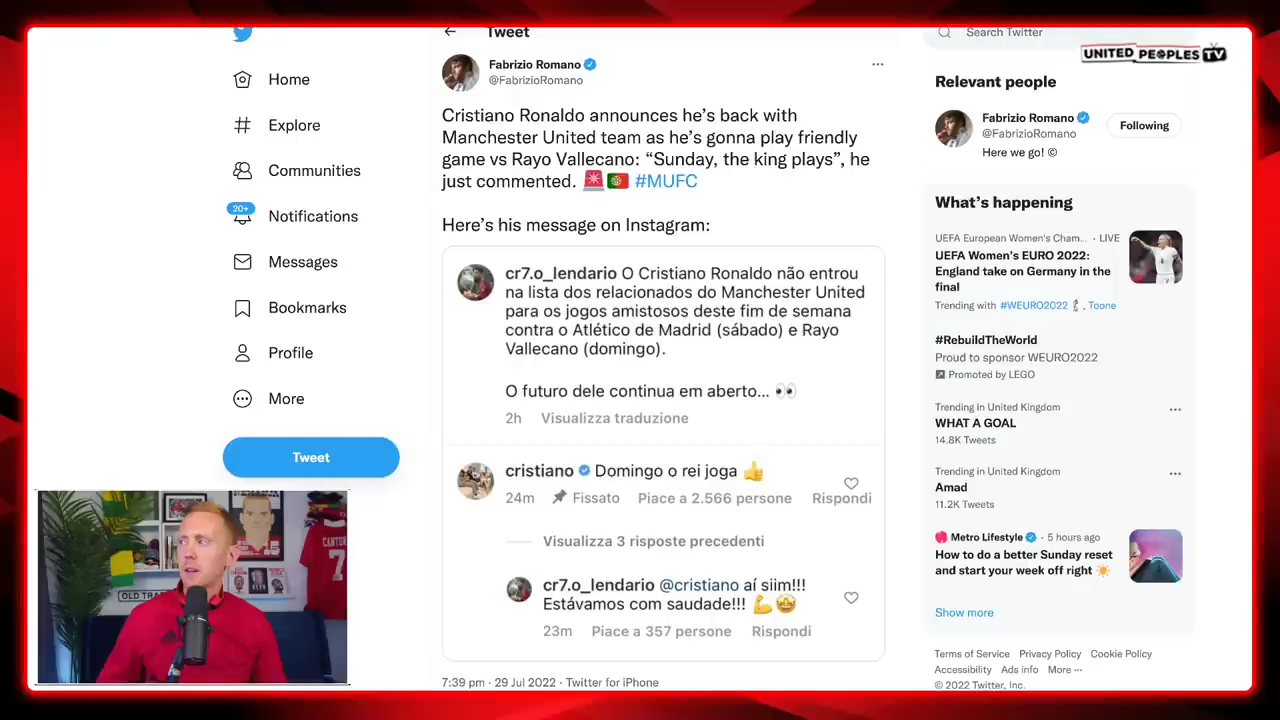 Tweet
Search Twitter
UNITED PEOPLES TV
Home
Explore
Communities
20+
Notifications
Messages
Bookmarks
Profile
More
Tweet
Fabrizio Romano
@FabrizioRomano
Cristiano Ronaldo announces he's back with
Manchester United team as he's gonna play friendly
game vs Rayo Vallecano: “Sunday, the king plays”, he
just commented. 🚨🇵🇹 #MUFC
Here's his message on Instagram:
cr7.o_lendario O Cristiano Ronaldo não entrou
na lista dos relacionados do Manchester United
para os jogos amistosos deste fim de semana
contra o Atlético de Madrid (sábado) e Rayo
Vallecano (domingo).
O futuro dele continua em aberto... 👀
2h Visualizza traduzione
cristiano Domingo o rei joga 👍
24m Fissato Piace a 2.566 persone Rispondi
Visualizza 3 risposte precedenti
cr7.o_lendario @cristiano aí siim!!!
Estávamos com saudade!!! 💪🤩
23m Piace a 357 persone Rispondi
7:39 pm · 29 Jul 2022 · Twitter for iPhone
Relevant people
Fabrizio Romano
@FabrizioRomano
Following
Here we go! ©
What's happening
UEFA European Women's Cham... · LIVE
UEFA Women's EURO 2022:
England take on Germany in the
final
Trending with #WEURO2022 , Toone
#RebuildTheWorld
Proud to sponsor WEURO2022
Promoted by LEGO
Trending in United Kingdom
WHAT A GOAL
14.8K Tweets
Trending in United Kingdom
Amad
11.2K Tweets
Metro Lifestyle · 5 hours ago
How to do a better Sunday reset
and start your week off right ☀️
Show more
Terms of Service Privacy Policy Cookie Policy
Accessibility Ads info More ···
© 2022 Twitter, Inc.
OLD TRA
CANTON